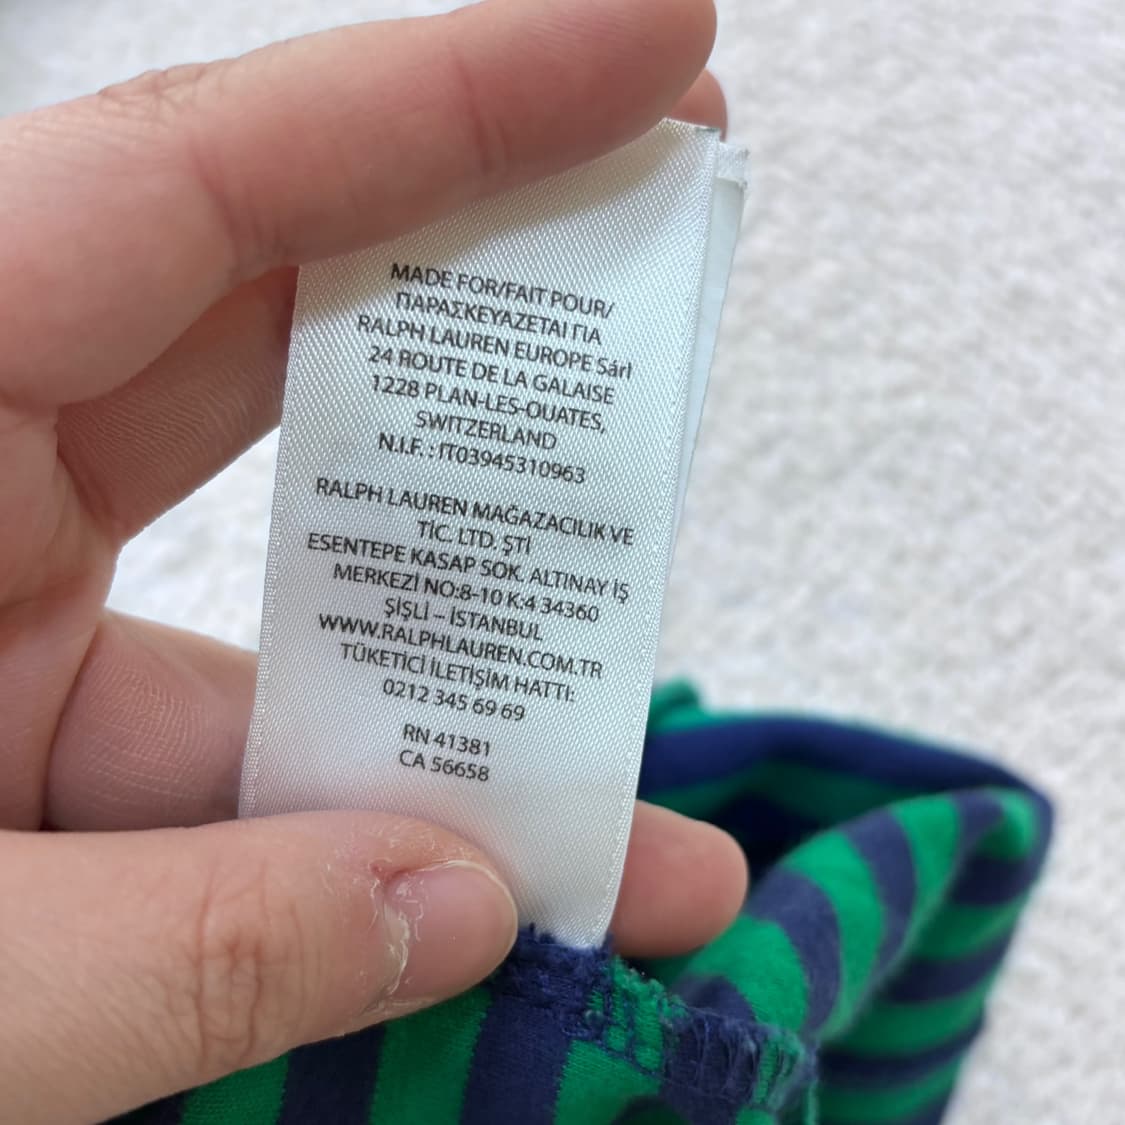 MADE FOR/FAIT POUR/
ΠΑΡΑΣΚΕΥΑΖΕΤΑΙ ΓΙΑ
RALPH LAUREN EUROPE Sárl
24 ROUTE DE LA GALAISE
1228 PLAN-LES-OUATES,
SWITZERLAND
N.I.F. : IT03945310963
RALPH LAUREN MAĞAZACILIK VE
TİC. LTD. ŞTİ
ESENTEPE KASAP SOK. ALTINAY İŞ
MERKEZİ NO:8-10 K:4 34360
ŞİŞLİ – İSTANBUL
WWW.RALPHLAUREN.COM.TR
TÜKETİCİ İLETİŞİM HATTI:
0212 345 69 69
RN 41381
CA 56658